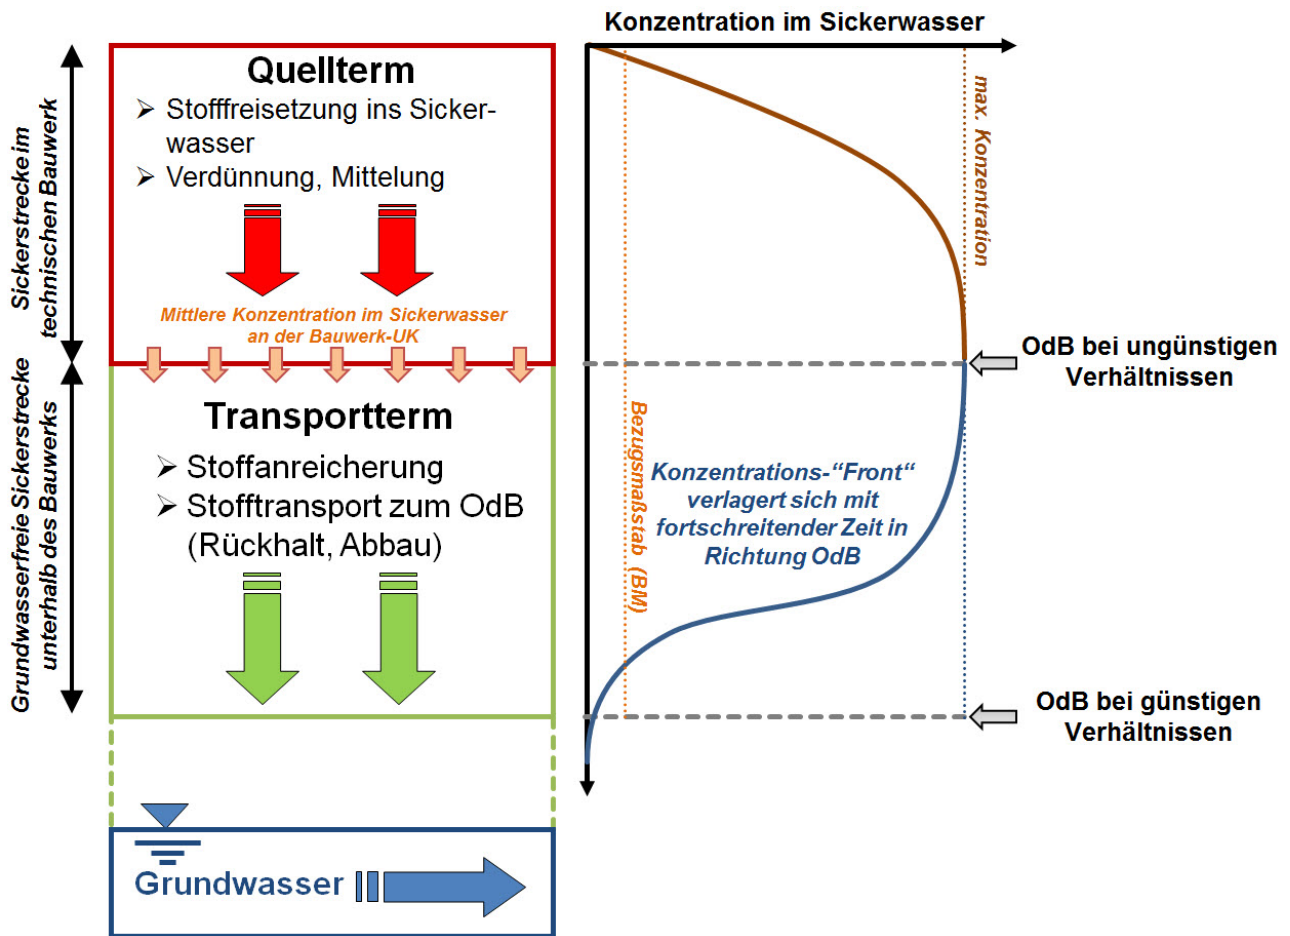 Konzentration im Sickerwasser
Sickerstrecke im
technischen Bauwerk
Quellterm
➢ Stofffreisetzung ins Sicker-
wasser
➢ Verdünnung, Mittelung
Mittlere Konzentration im Sickerwasser
an der Bauwerk-UK
max. Konzentration
OdB bei ungünstigen
Verhältnissen
Grundwasserfreie Sickerstrecke
unterhalb des Bauwerks
Transportterm
➢ Stoffanreicherung
➢ Stofftransport zum OdB
(Rückhalt, Abbau)
Bezugsmaßstab (BM)
Konzentrations-“Front“
verlagert sich mit
fortschreitender Zeit in
Richtung OdB
OdB bei günstigen
Verhältnissen
Grundwasser